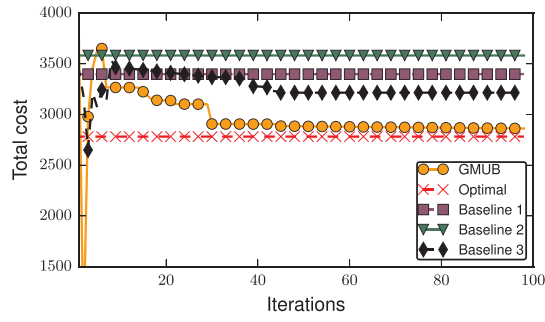 4000
3500
3000
2500
2000
1500
Total cost
20
40
60
80
100
Iterations
GMUB
Optimal
Baseline 1
Baseline 2
Baseline 3